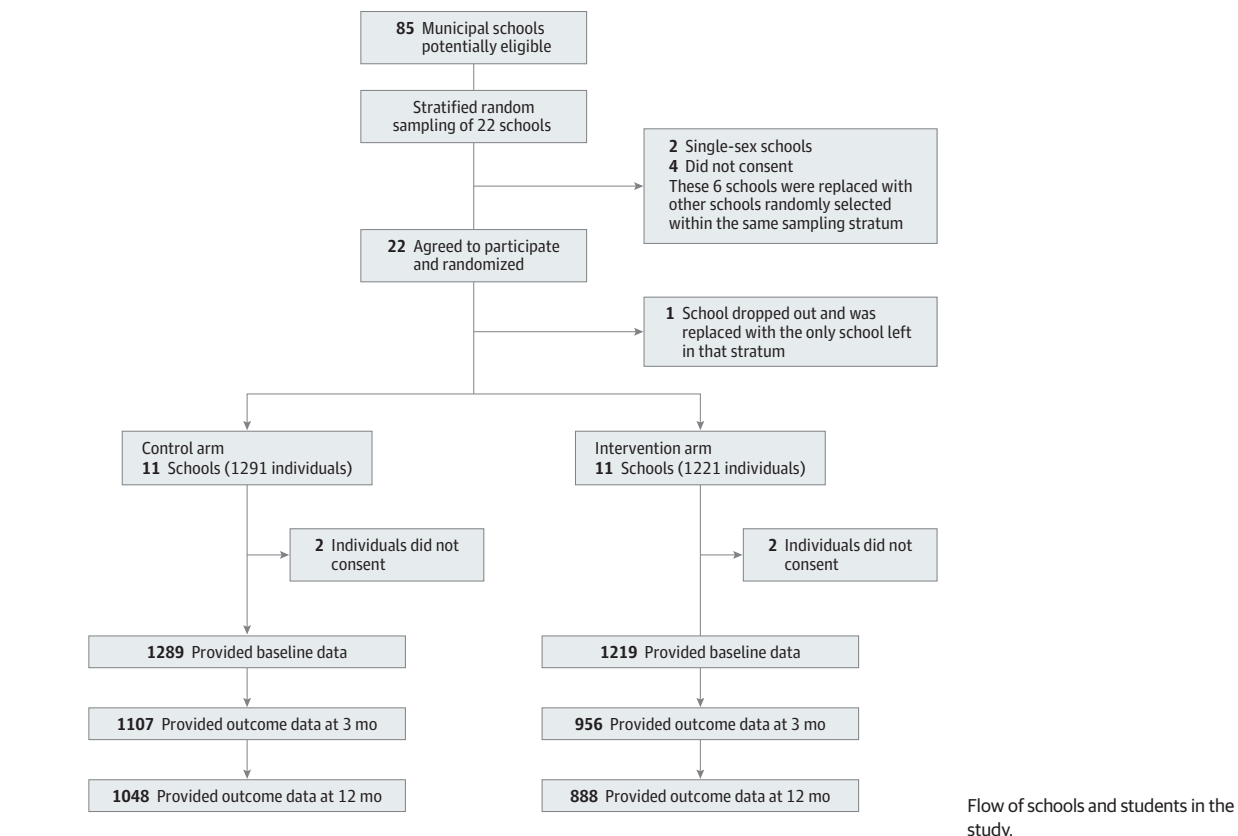 85 Municipal schools
potentially eligible
Stratified random
sampling of 22 schools
2 Single-sex schools
4 Did not consent
These 6 schools were replaced with
other schools randomly selected
within the same sampling stratum
22 Agreed to participate
and randomized
1 School dropped out and was
replaced with the only school left
in that stratum
Control arm
11 Schools (1291 individuals)
Intervention arm
11 Schools (1221 individuals)
2 Individuals did not
consent
2 Individuals did not
consent
1289 Provided baseline data
1219 Provided baseline data
1107 Provided outcome data at 3 mo
956 Provided outcome data at 3 mo
1048 Provided outcome data at 12 mo
888 Provided outcome data at 12 mo
Flow of schools and students in the
study.